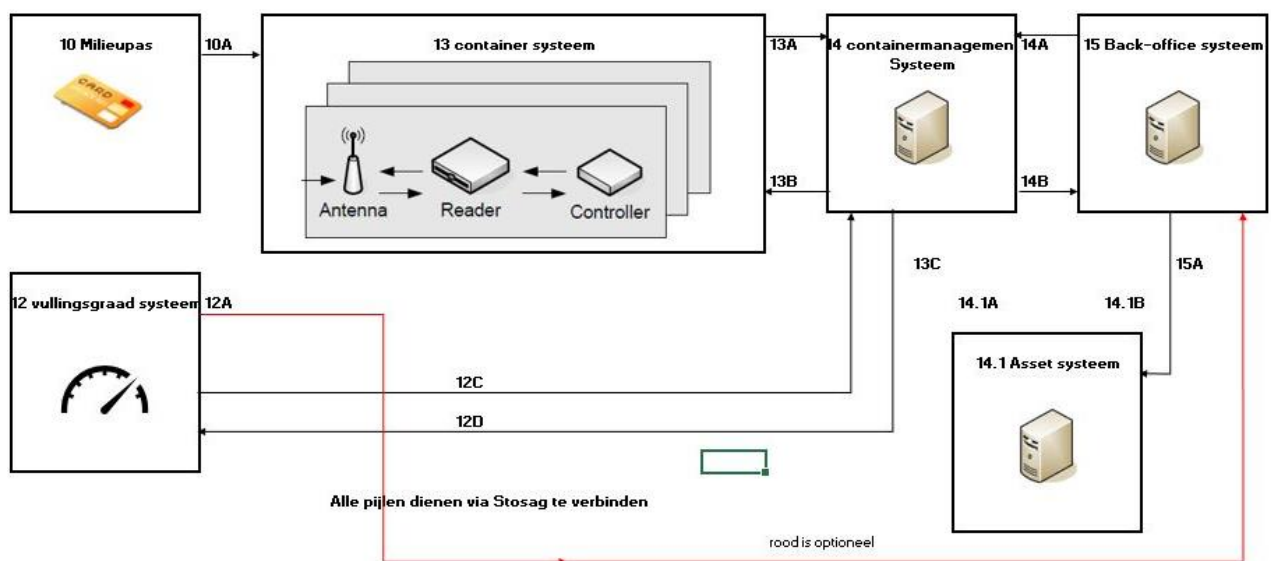 10 Milieupas
10A
CARD
13 container systeem
13A
14 containermanagemen
Systeem
14A
15 Back-office systeem
Antenna
Reader
Controller
13B
14B
13C
15A
12 vullingsgraad systeem
12A
14.1A
14.1B
14.1 Asset systeem
12C
12D
Alle pijlen dienen via Stosag te verbinden
rood is optioneel